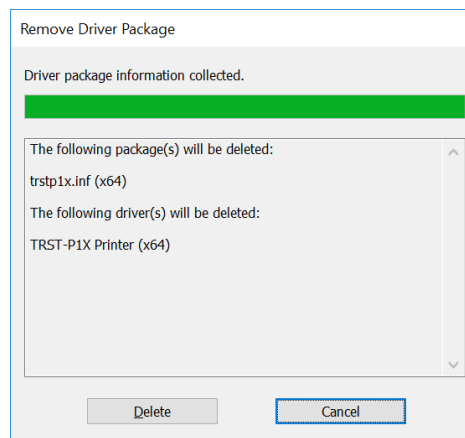 Remove Driver Package
Driver package information collected.
The following package(s) will be deleted:
trstp1x.inf (x64)
The following driver(s) will be deleted:
TRST-P1X Printer (x64)
Delete
Cancel